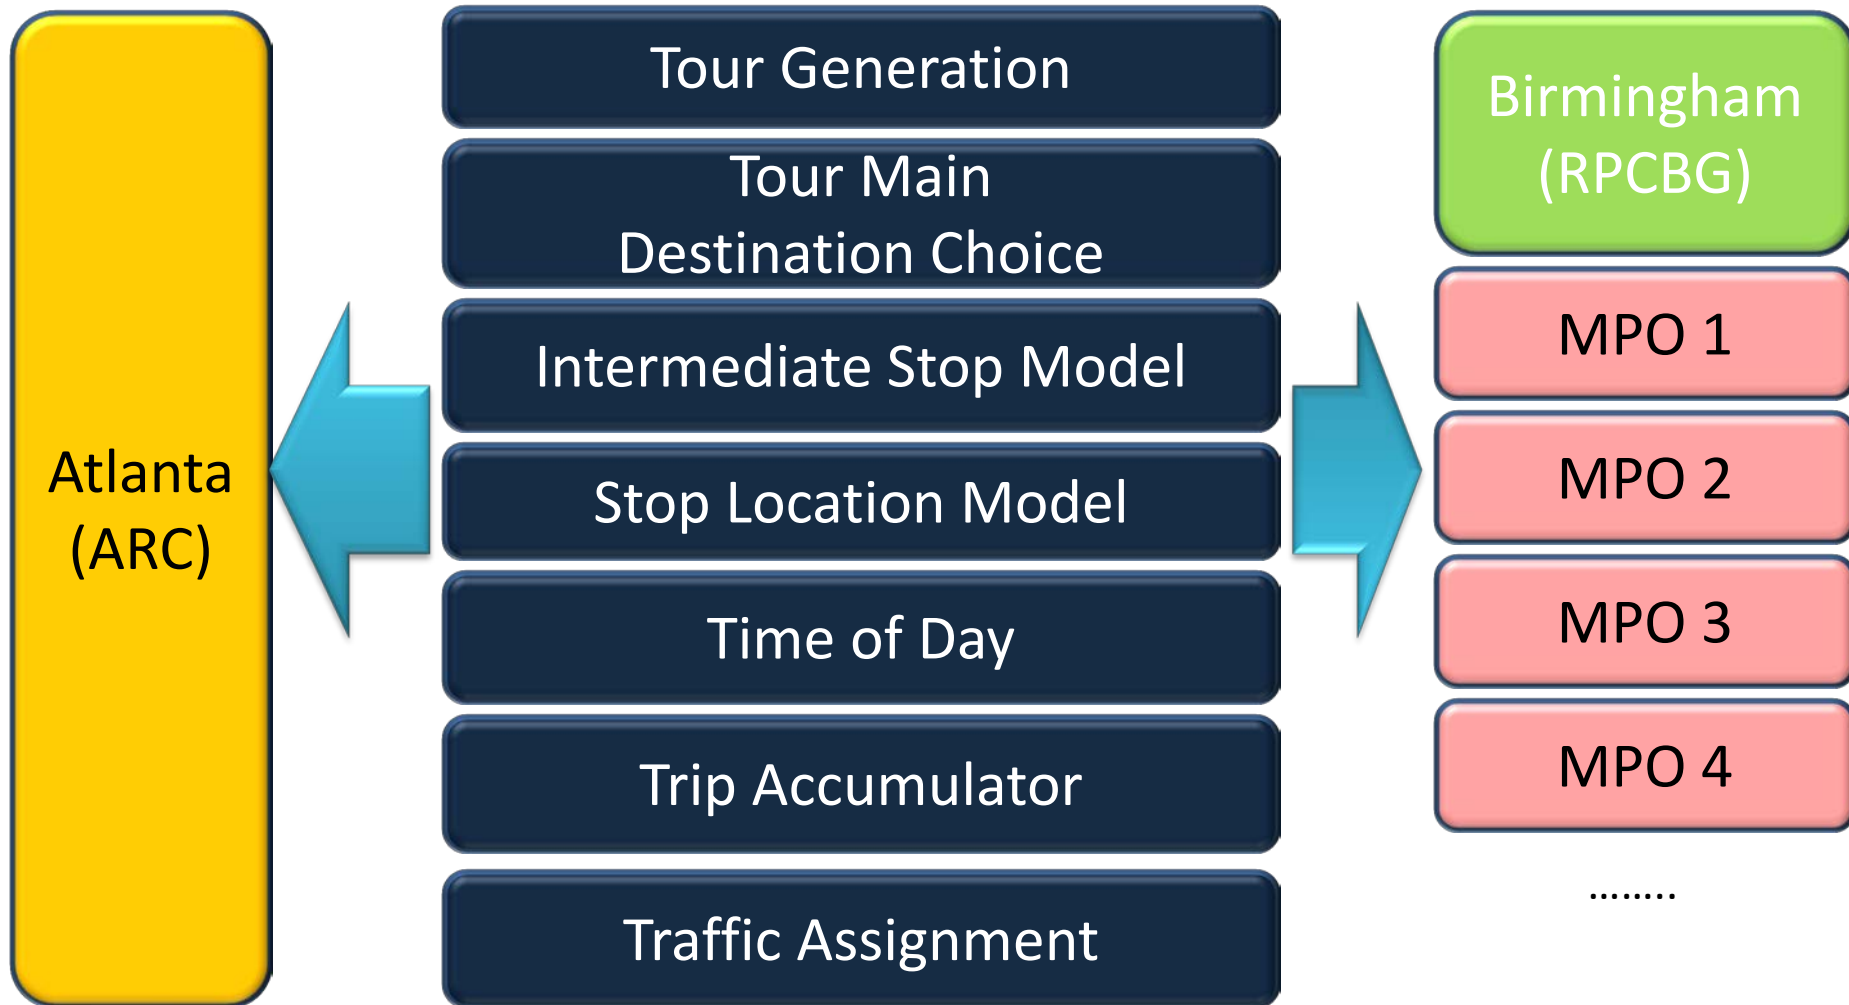 Atlanta
(ARC)
Tour Generation
Tour Main
Destination Choice
Intermediate Stop Model
Stop Location Model
Time of Day
Trip Accumulator
Traffic Assignment
Birmingham
(RPCBG)
MPO 1
MPO 2
MPO 3
MPO 4
........